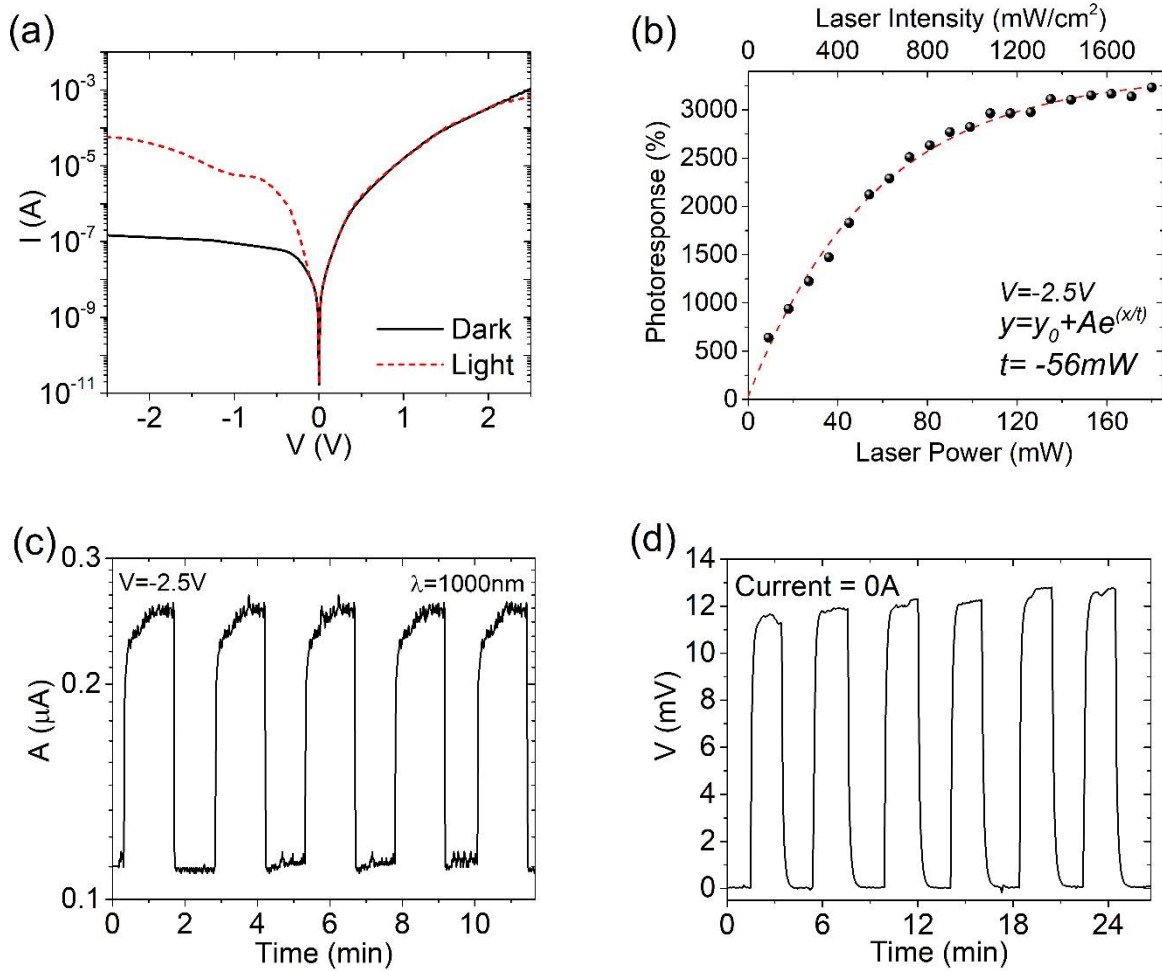 (a)
I (A)
10⁻³
10⁻⁵
10⁻⁷
10⁻⁹
10⁻¹¹
Dark
Light
-2 -1 0 1 2
V (V)
(b)
Laser Intensity (mW/cm²)
0 400 800 1200 1600
Photoresponse (%)
3000
2500
2000
1500
1000
500
0
V=-2.5V
y=y₀+Ae^(x/t)
t= -56mW
0 40 80 120 160
Laser Power (mW)
(c)
A (µA)
0.3
0.2
0.1
V=-2.5V λ=1000nm
0 2 4 6 8 10
Time (min)
(d)
V (mV)
14
12
10
8
6
4
2
0
Current = 0A
0 6 12 18 24
Time (min)